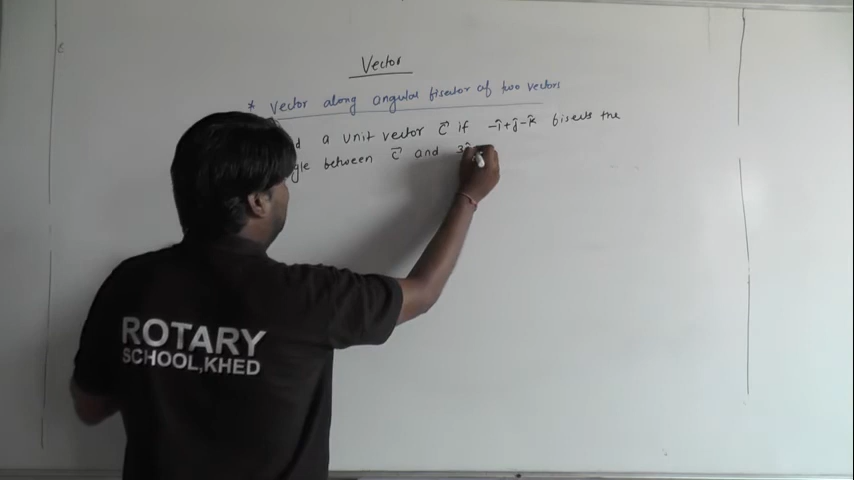 Vector
* Vector along angular bisector of two vectors
a unit vector c⃗ if -î+ĵ-k̂ bisects the
between c⃗ and 3î
ROTARY
SCHOOL,KHED